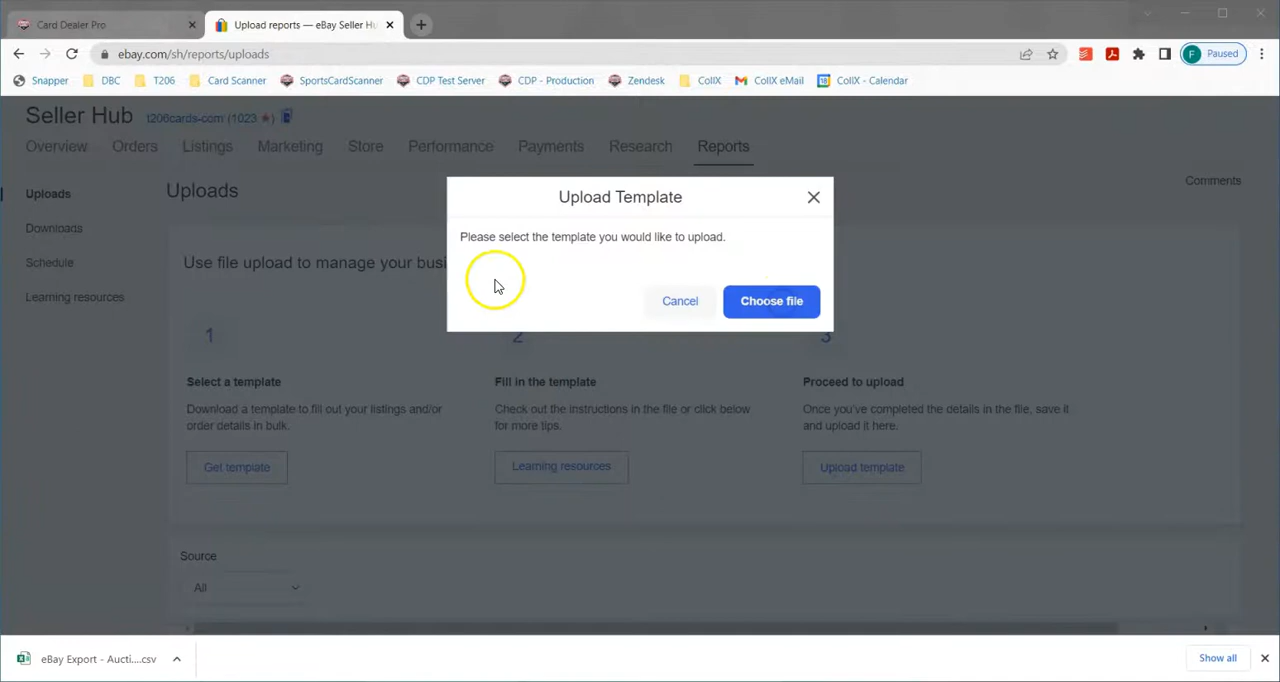 Card Dealer Pro
Upload reports — eBay Seller Hu
ebay.com/sh/reports/uploads
F
Paused
Snapper
DBC
T206
Card Scanner
SportsCardScanner
CDP Test Server
CDP - Production
Zendesk
CollX
CollX eMail
18
CollX - Calendar
Seller Hub
t206cards-com (1023 ★)
Overview
Orders
Listings
Marketing
Store
Performance
Payments
Research
Reports
Uploads
Downloads
Schedule
Learning resources
Uploads
Comments
Use file upload to manage your busi
Upload Template
Please select the template you would like to upload.
Cancel
Choose file
1
Select a template
Download a template to fill out your listings and/or
order details in bulk.
Get template
2
Fill in the template
Check out the instructions in the file or click below
for more tips.
Learning resources
3
Proceed to upload
Once you've completed the details in the file, save it
and upload it here.
Upload template
Source
All
eBay Export - Aucti....csv
Show all